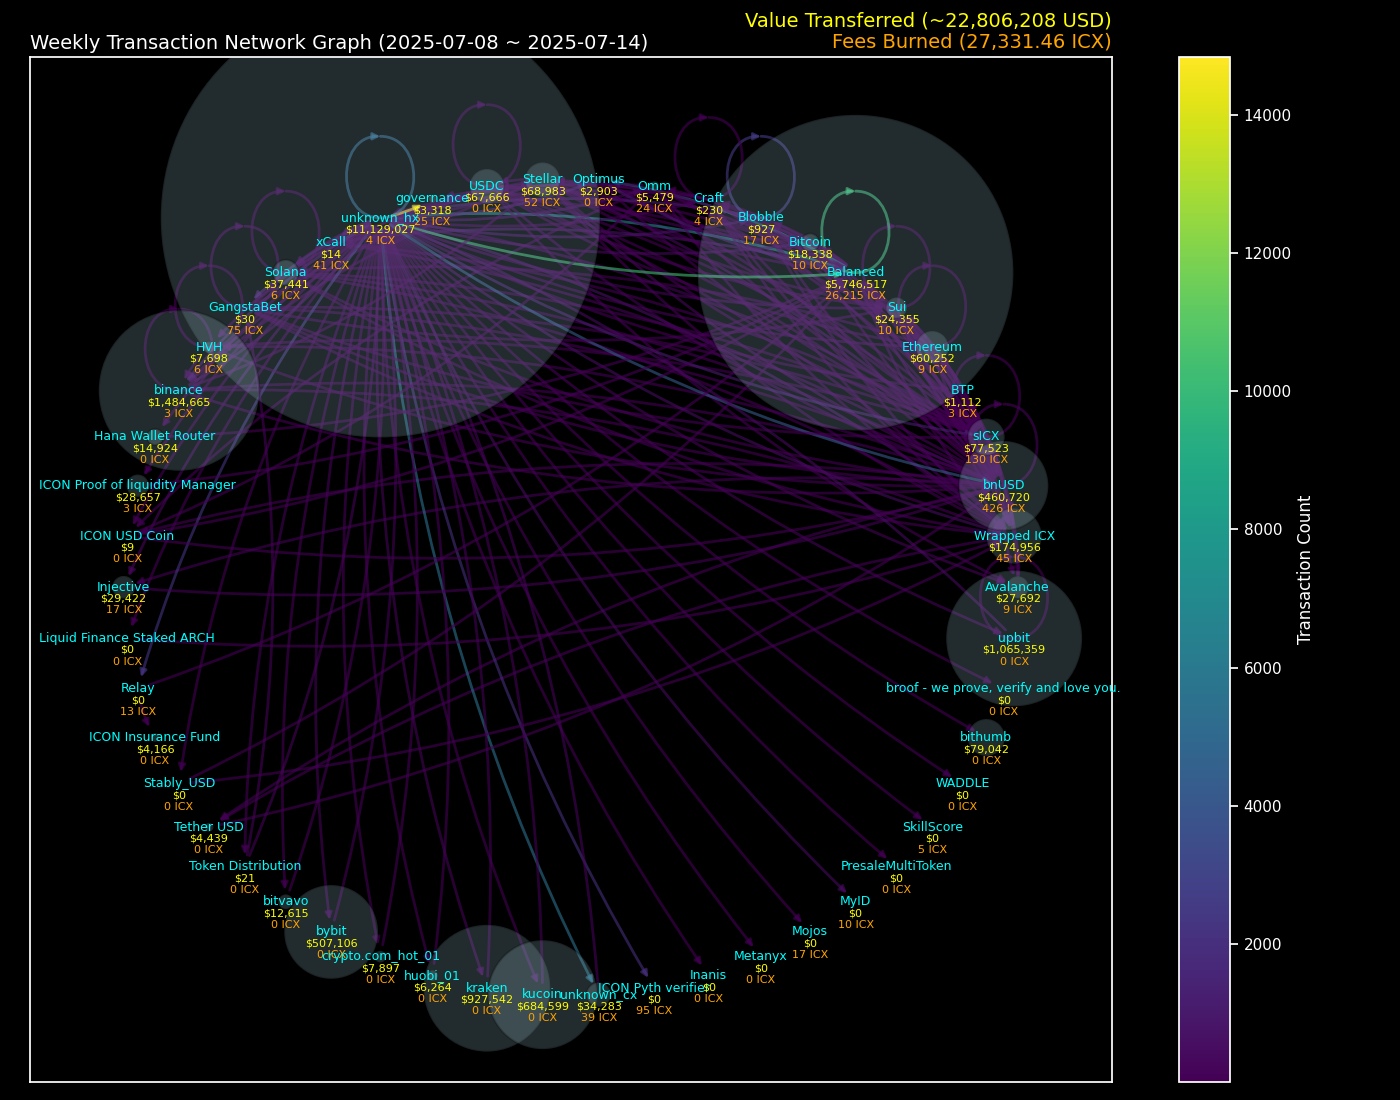 Value Transferred (~22,806,208 USD)
Weekly Transaction Network Graph (2025-07-08 ~ 2025-07-14)
Fees Burned (27,331.46 ICX)
governance
$3,318
25 ICX
USDC
$67,666
0 ICX
Stellar
$68,983
52 ICX
Optimus
$2,903
0 ICX
Omm
$5,479
24 ICX
Craft
$230
4 ICX
unknown_hx
$11,129,027
4 ICX
Blobble
$927
17 ICX
xCall
$14
41 ICX
Bitcoin
$18,338
10 ICX
Solana
$37,441
6 ICX
Balanced
$5,746,517
26,215 ICX
GangstaBet
$30
75 ICX
Sui
$24,355
10 ICX
HVH
$7,698
6 ICX
Ethereum
$60,252
9 ICX
binance
$1,484,665
3 ICX
BTP
$1,112
3 ICX
Hana Wallet Router
$14,924
0 ICX
sICX
$77,523
130 ICX
ICON Proof of liquidity Manager
$28,657
3 ICX
bnUSD
$460,720
426 ICX
ICON USD Coin
$9
0 ICX
Wrapped ICX
$174,956
45 ICX
Injective
$29,422
17 ICX
Avalanche
$27,692
9 ICX
Liquid Finance Staked ARCH
$0
0 ICX
upbit
$1,065,359
0 ICX
Relay
$0
13 ICX
broof - we prove, verify and love you.
$0
0 ICX
ICON Insurance Fund
$4,166
0 ICX
bithumb
$79,042
0 ICX
Stably_USD
$0
0 ICX
WADDLE
$0
0 ICX
Tether USD
$4,439
0 ICX
SkillScore
$0
5 ICX
Token Distribution
$21
0 ICX
PresaleMultiToken
$0
0 ICX
bitvavo
$12,615
0 ICX
MyID
$0
10 ICX
bybit
$507,106
0 ICX
Mojos
$0
17 ICX
crypto.com_hot_01
$7,897
0 ICX
Metanyx
$0
0 ICX
huobi_01
$6,264
0 ICX
Inanis
$0
0 ICX
kraken
$927,542
0 ICX
kucoin
$684,599
0 ICX
unknown_cx
$34,283
39 ICX
ICON Pyth verifier
$0
95 ICX
14000
12000
10000
8000
6000
4000
2000
Transaction Count